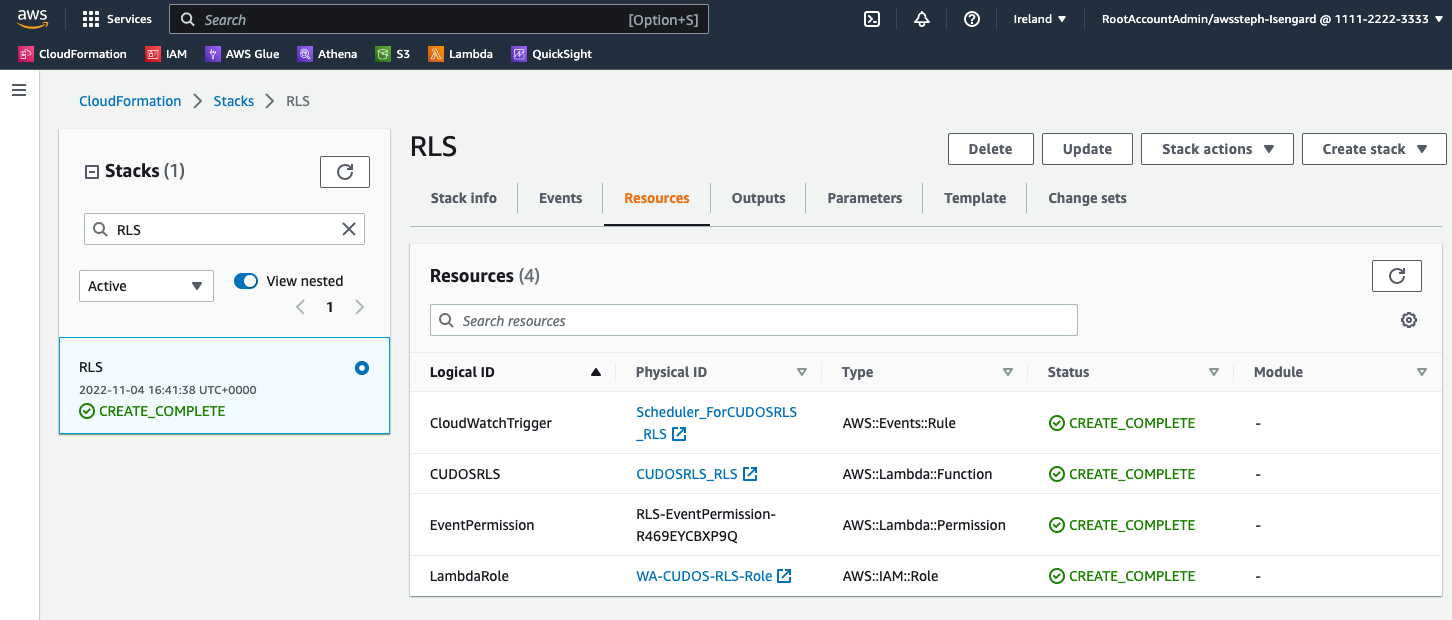 aws
Services
Search [Option+S]
Ireland
RootAccountAdmin/awssteph-Isengard @ 1111-2222-3333
CloudFormation IAM AWS Glue Athena S3 Lambda QuickSight
CloudFormation Stacks RLS
Stacks (1)
RLS
Active
View nested
1
RLS
2022-11-04 16:41:38 UTC+0000
CREATE_COMPLETE
RLS
Delete Update Stack actions Create stack
Stack info Events Resources Outputs Parameters Template Change sets
Resources (4)
Search resources
Logical ID Physical ID Type Status Module
CloudWatchTrigger Scheduler_ForCUDOSRLS
_RLS AWS::Events::Rule CREATE_COMPLETE -
CUDOSRLS CUDOSRLS_RLS AWS::Lambda::Function CREATE_COMPLETE -
EventPermission RLS-EventPermission-
R469EYCBXP9Q AWS::Lambda::Permission CREATE_COMPLETE -
LambdaRole WA-CUDOS-RLS-Role AWS::IAM::Role CREATE_COMPLETE -